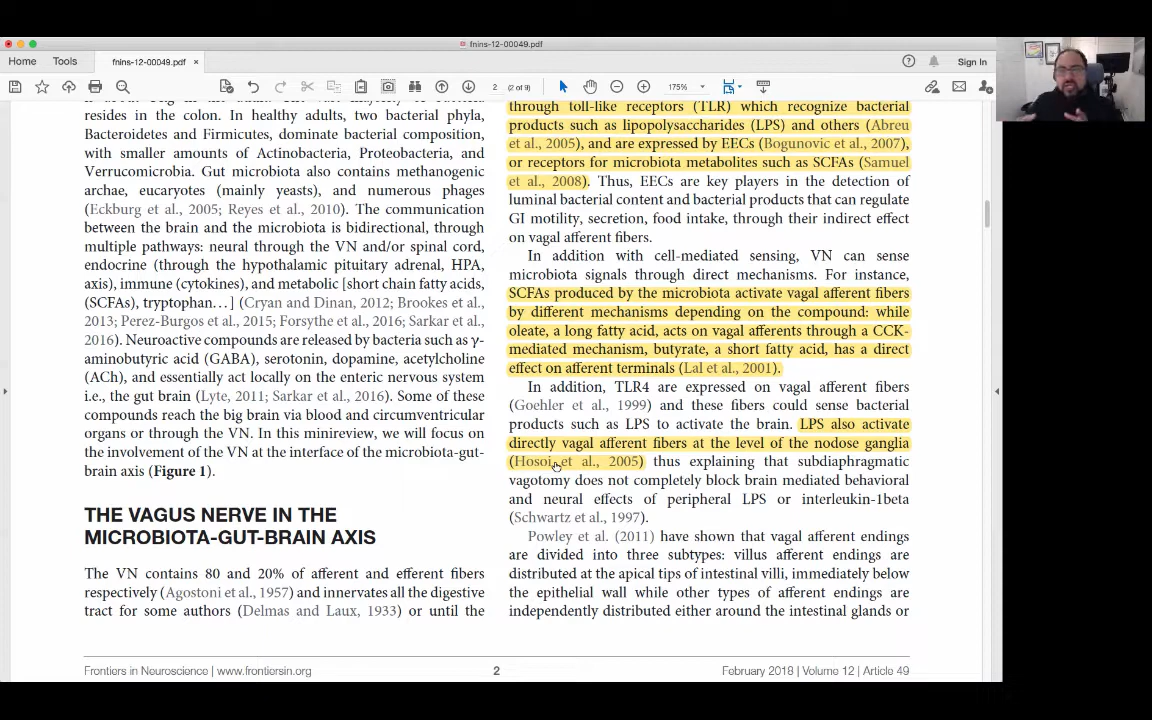 fnins-12-00049.pdf
Home
Tools
fnins-12-00049.pdf ×
Sign In
2
(2 of 9)
175%
resides in the colon. In healthy adults, two bacterial phyla,
Bacteroidetes and Firmicutes, dominate bacterial composition,
with smaller amounts of Actinobacteria, Proteobacteria, and
Verrucomicrobia. Gut microbiota also contains methanogenic
archae, eucaryotes (mainly yeasts), and numerous phages
(Eckburg et al., 2005; Reyes et al., 2010). The communication
between the brain and the microbiota is bidirectional, through
multiple pathways: neural through the VN and/or spinal cord,
endocrine (through the hypothalamic pituitary adrenal, HPA,
axis), immune (cytokines), and metabolic [short chain fatty acids,
(SCFAs), tryptophan…] (Cryan and Dinan, 2012; Brookes et al.,
2013; Perez-Burgos et al., 2015; Forsythe et al., 2016; Sarkar et al.,
2016). Neuroactive compounds are released by bacteria such as γ-
aminobutyric acid (GABA), serotonin, dopamine, acetylcholine
(ACh), and essentially act locally on the enteric nervous system
i.e., the gut brain (Lyte, 2011; Sarkar et al., 2016). Some of these
compounds reach the big brain via blood and circumventricular
organs or through the VN. In this minireview, we will focus on
the involvement of the VN at the interface of the microbiota-gut-
brain axis (Figure 1).
THE VAGUS NERVE IN THE
MICROBIOTA-GUT-BRAIN AXIS
The VN contains 80 and 20% of afferent and efferent fibers
respectively (Agostoni et al., 1957) and innervates all the digestive
tract for some authors (Delmas and Laux, 1933) or until the
through toll-like receptors (TLR) which recognize bacterial
products such as lipopolysaccharides (LPS) and others (Abreu
et al., 2005), and are expressed by EECs (Bogunovic et al., 2007),
or receptors for microbiota metabolites such as SCFAs (Samuel
et al., 2008). Thus, EECs are key players in the detection of
luminal bacterial content and bacterial products that can regulate
GI motility, secretion, food intake, through their indirect effect
on vagal afferent fibers.
In addition with cell-mediated sensing, VN can sense
microbiota signals through direct mechanisms. For instance,
SCFAs produced by the microbiota activate vagal afferent fibers
by different mechanisms depending on the compound: while
oleate, a long fatty acid, acts on vagal afferents through a CCK-
mediated mechanism, butyrate, a short fatty acid, has a direct
effect on afferent terminals (Lal et al., 2001).
In addition, TLR4 are expressed on vagal afferent fibers
(Goehler et al., 1999) and these fibers could sense bacterial
products such as LPS to activate the brain. LPS also activate
directly vagal afferent fibers at the level of the nodose ganglia
(Hosoi et al., 2005) thus explaining that subdiaphragmatic
vagotomy does not completely block brain mediated behavioral
and neural effects of peripheral LPS or interleukin-1beta
(Schwartz et al., 1997).
Powley et al. (2011) have shown that vagal afferent endings
are divided into three subtypes: villus afferent endings are
distributed at the apical tips of intestinal villi, immediately below
the epithelial wall while other types of afferent endings are
independently distributed either around the intestinal glands or
Frontiers in Neuroscience | www.frontiersin.org
2
February 2018 | Volume 12 | Article 49